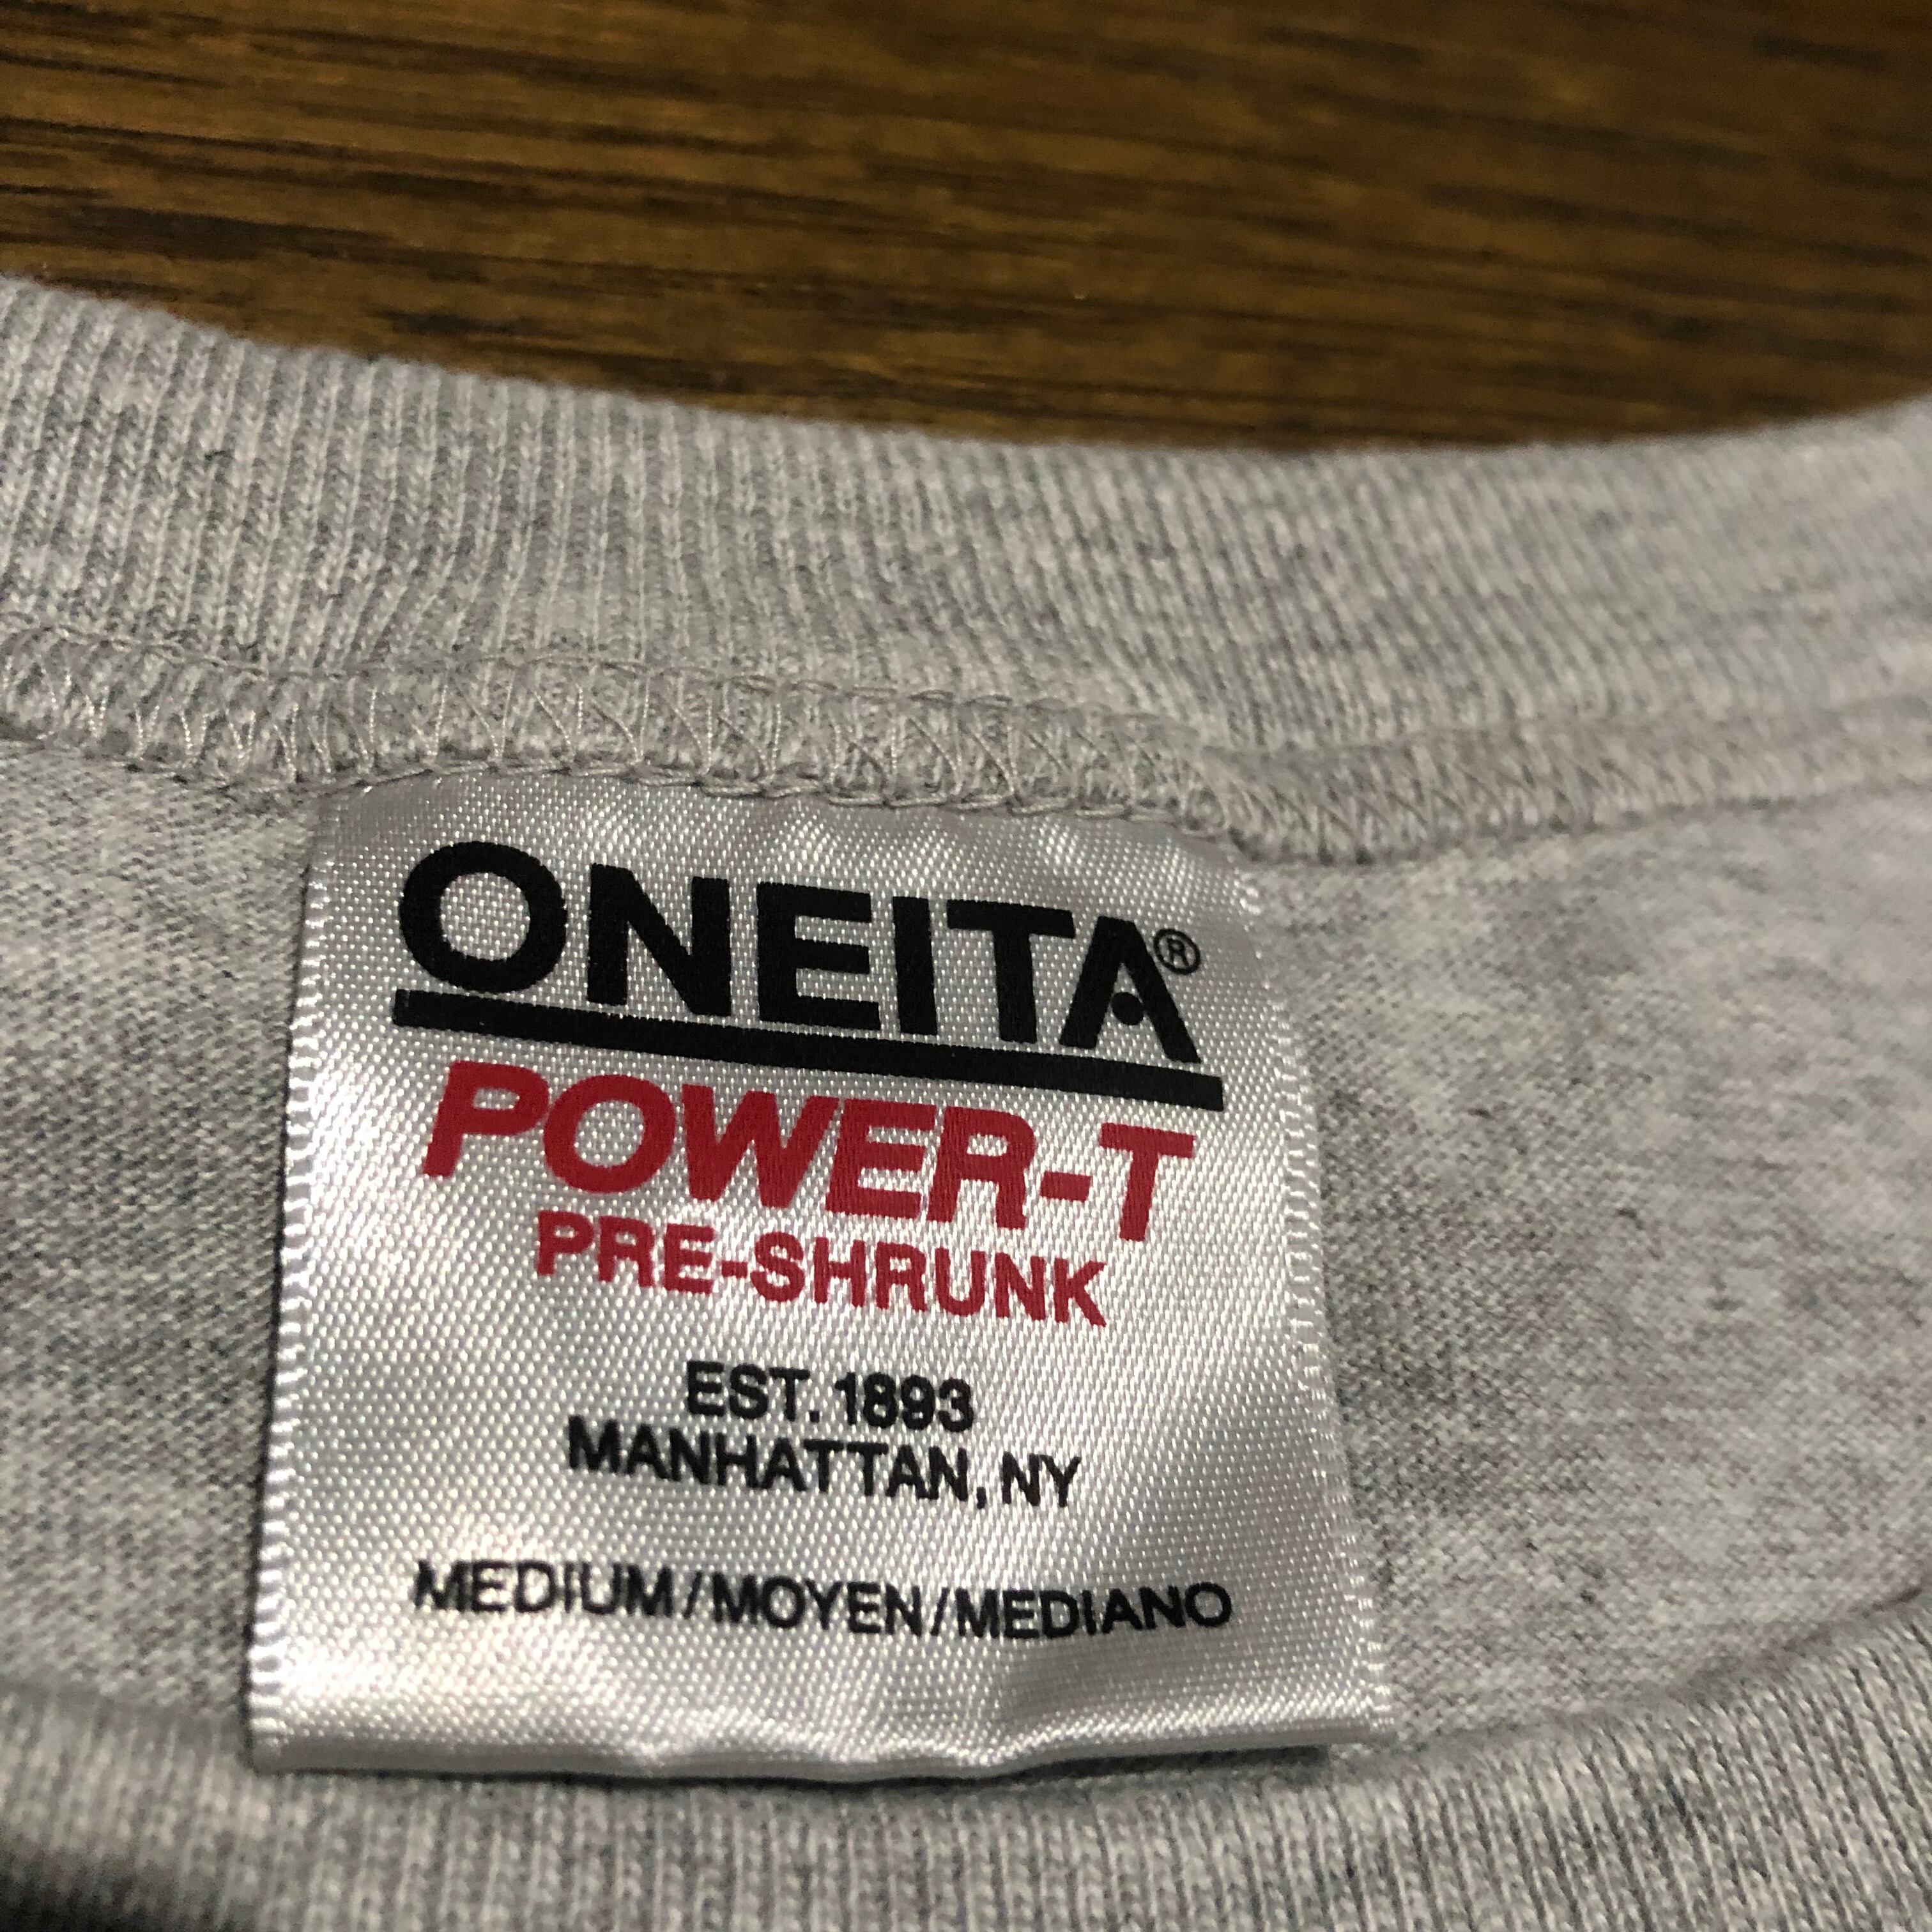 ONEITA®
POWER-T
PRE-SHRUNK
EST. 1893
MANHATTAN, NY
MEDIUM/MOYEN/MEDIANO